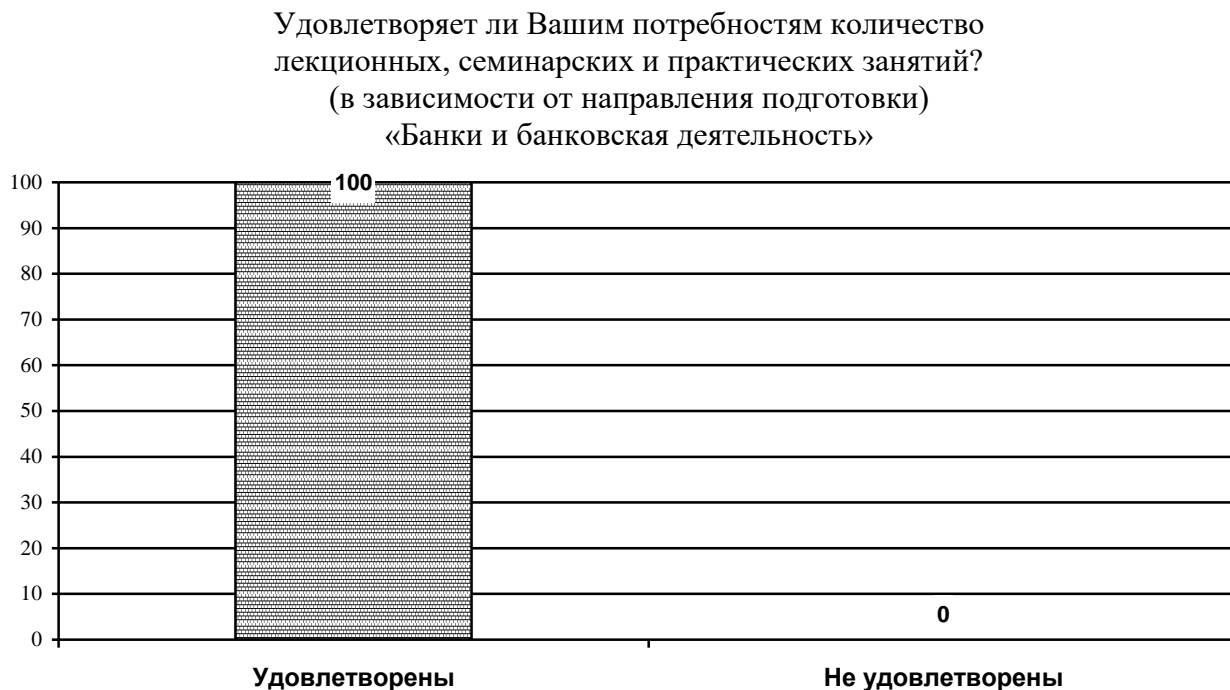 Удовлетворяет ли Вашим потребностям количество
лекционных, семинарских и практических занятий?
(в зависимости от направления подготовки)
«Банки и банковская деятельность»
100
100
90
80
70
60
50
40
30
20
10
0
0
Удовлетворены
Не удовлетворены